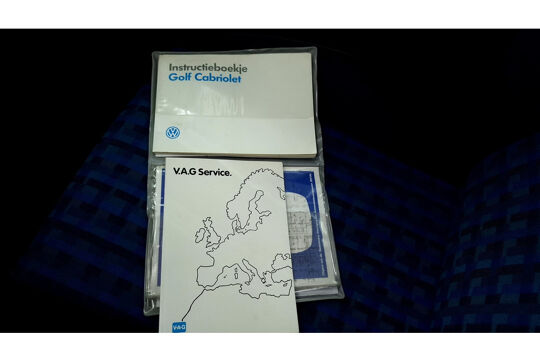 Instructieboekje
Golf Cabriolet
V.A.G Service.
V·A·G